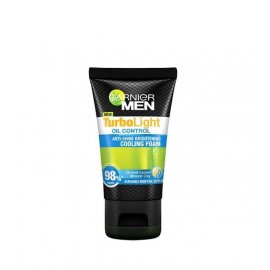 GARNIER
MEN
NEW
TurboLight
OIL CONTROL
ANTI-SHINE BRIGHTENING
COOLING FOAM
98%